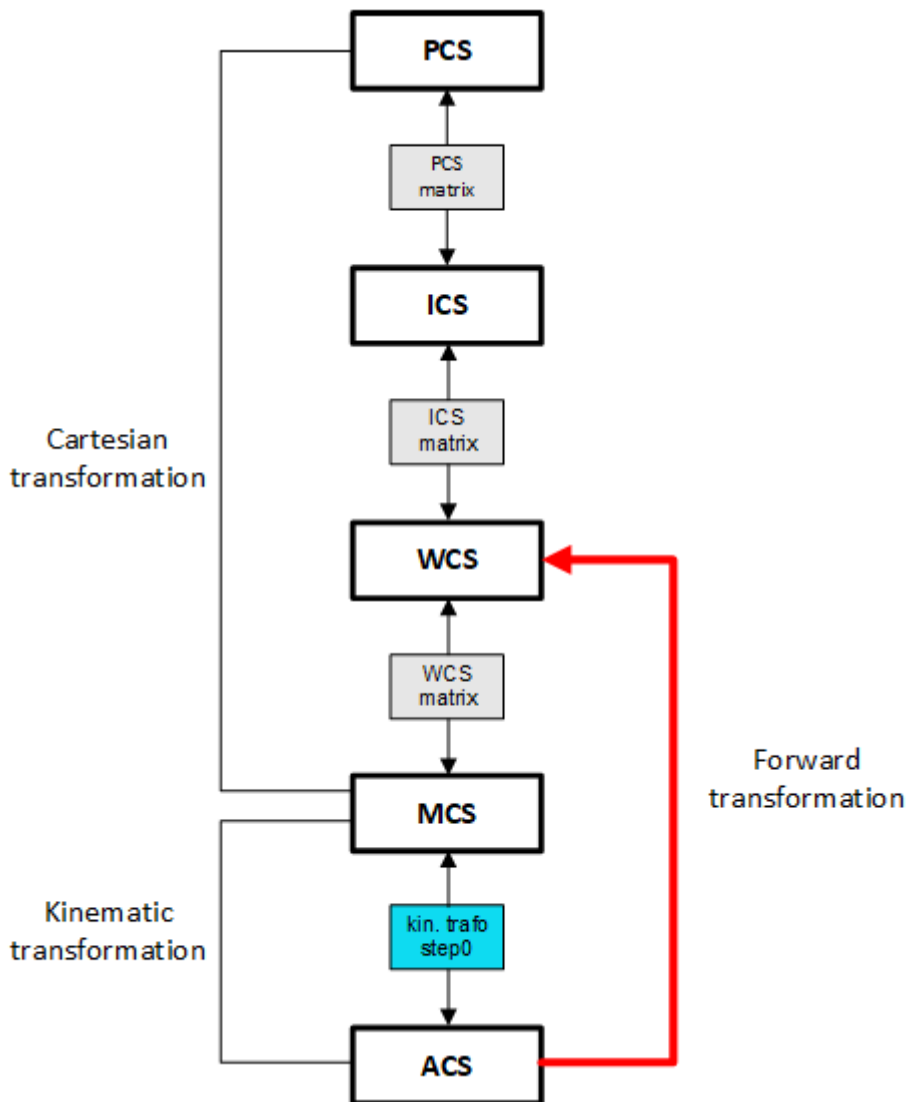 PCS
PCS
matrix
ICS
ICS
matrix
Cartesian
transformation
WCS
WCS
matrix
Forward
transformation
MCS
Kinematic
transformation
kin. trafo
step0
ACS